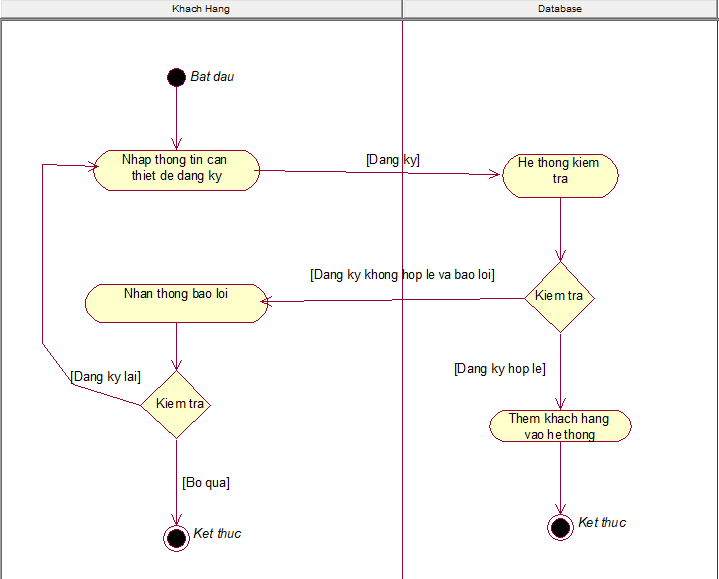 Khach Hang
Database
Bat dau
Nhap thong tin can
thiet de dang ky
[Dang ky]
He thong kiem
tra
[Dang ky khong hop le va bao loi]
Nhan thong bao loi
Kiem tra
[Dang ky hop le]
[Dang ky lai]
Kiem tra
Them khach hang
vao he thong
[Bo qua]
Ket thuc
Ket thuc